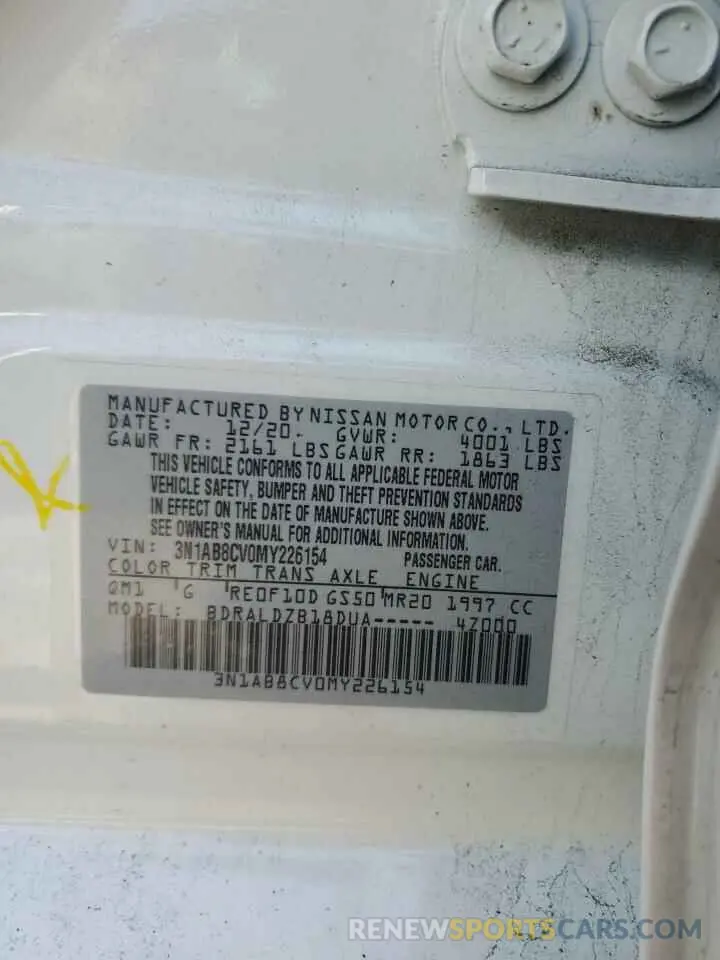 MANUFACTURED BY NISSAN MOTOR CO., LTD.
DATE: 12/20. GVWR: 4001 LBS
GAWR FR: 2161 LBS GAWR RR: 1863 LBS
THIS VEHICLE CONFORMS TO ALL APPLICABLE FEDERAL MOTOR
VEHICLE SAFETY, BUMPER AND THEFT PREVENTION STANDARDS
IN EFFECT ON THE DATE OF MANUFACTURE SHOWN ABOVE.
SEE OWNER'S MANUAL FOR ADDITIONAL INFORMATION.
VIN: 3N1AB8CV0MY226154 PASSENGER CAR.
COLOR TRIM TRANS AXLE ENGINE
QM1 G RE0F10D GS50 MR20 1997 CC
MODEL: BDRALDZB18DUA----- 4Z000
3N1AB8CV0MY226154
RENEWSPORTSCARS.COM